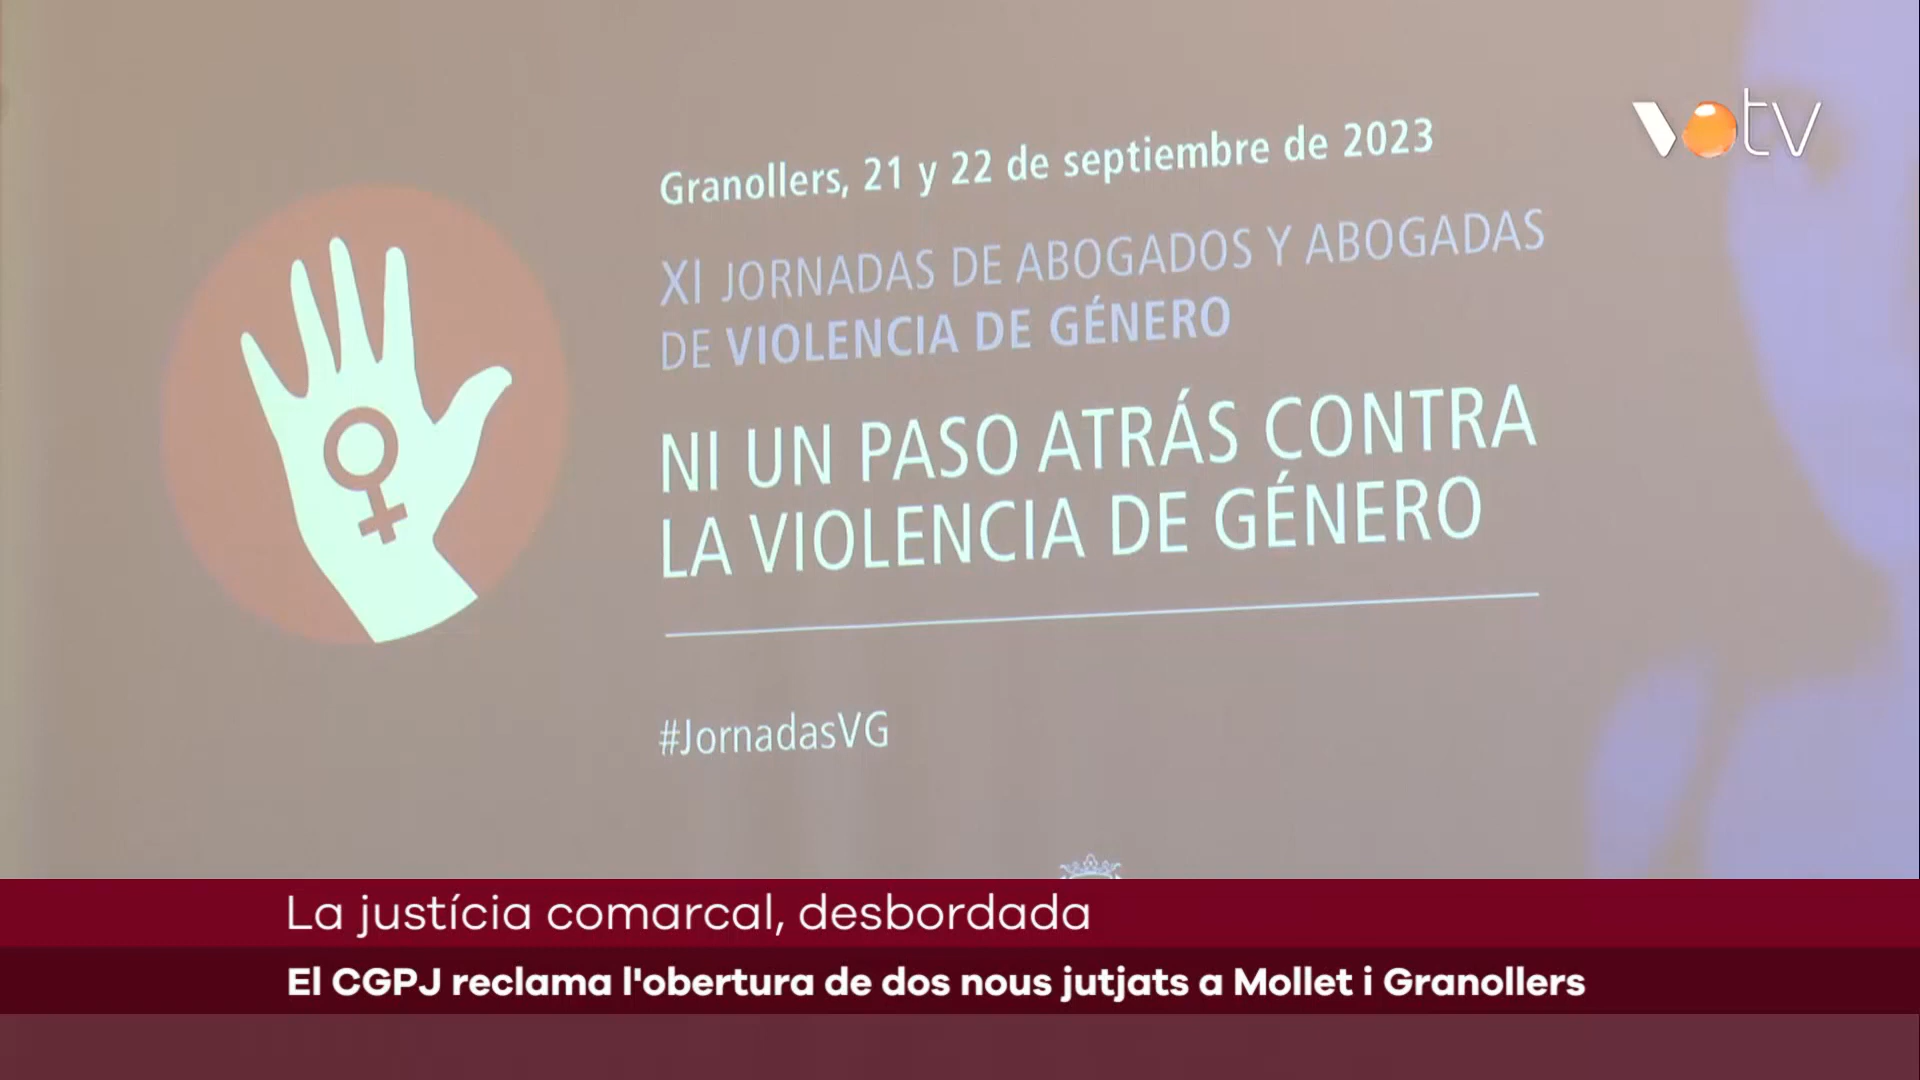 votv
Granollers, 21 y 22 de septiembre de 2023
XI JORNADAS DE ABOGADOS Y ABOGADAS
DE VIOLENCIA DE GÉNERO
NI UN PASO ATRÁS CONTRA
LA VIOLENCIA DE GÉNERO
#JornadasVG
La justícia comarcal, desbordada
El CGPJ reclama l'obertura de dos nous jutjats a Mollet i Granollers